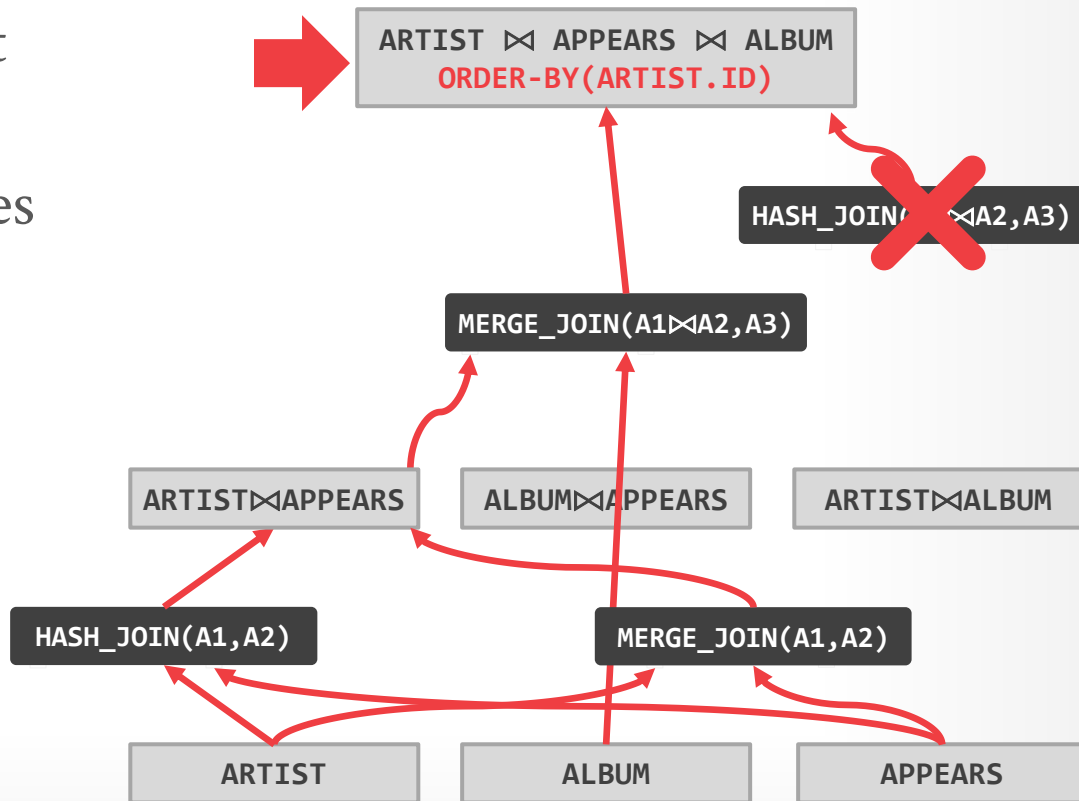 t
es
ARTIST ⋈ APPEARS ⋈ ALBUM
ORDER-BY(ARTIST.ID)
HASH_JOIN( ⋈A2,A3)
MERGE_JOIN(A1⋈A2,A3)
ARTIST⋈APPEARS
ALBUM⋈APPEARS
ARTIST⋈ALBUM
HASH_JOIN(A1,A2)
MERGE_JOIN(A1,A2)
ARTIST
ALBUM
APPEARS